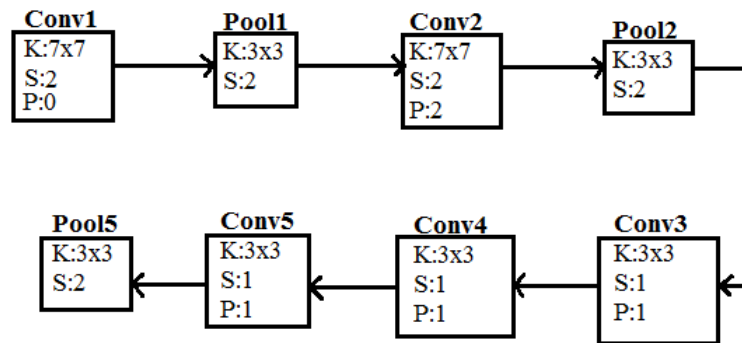 Conv1
K:7x7
S:2
P:0
Pool1
K:3x3
S:2
Conv2
K:7x7
S:2
P:2
Pool2
K:3x3
S:2
Conv3
K:3x3
S:1
P:1
Conv4
K:3x3
S:1
P:1
Conv5
K:3x3
S:1
P:1
Pool5
K:3x3
S:2